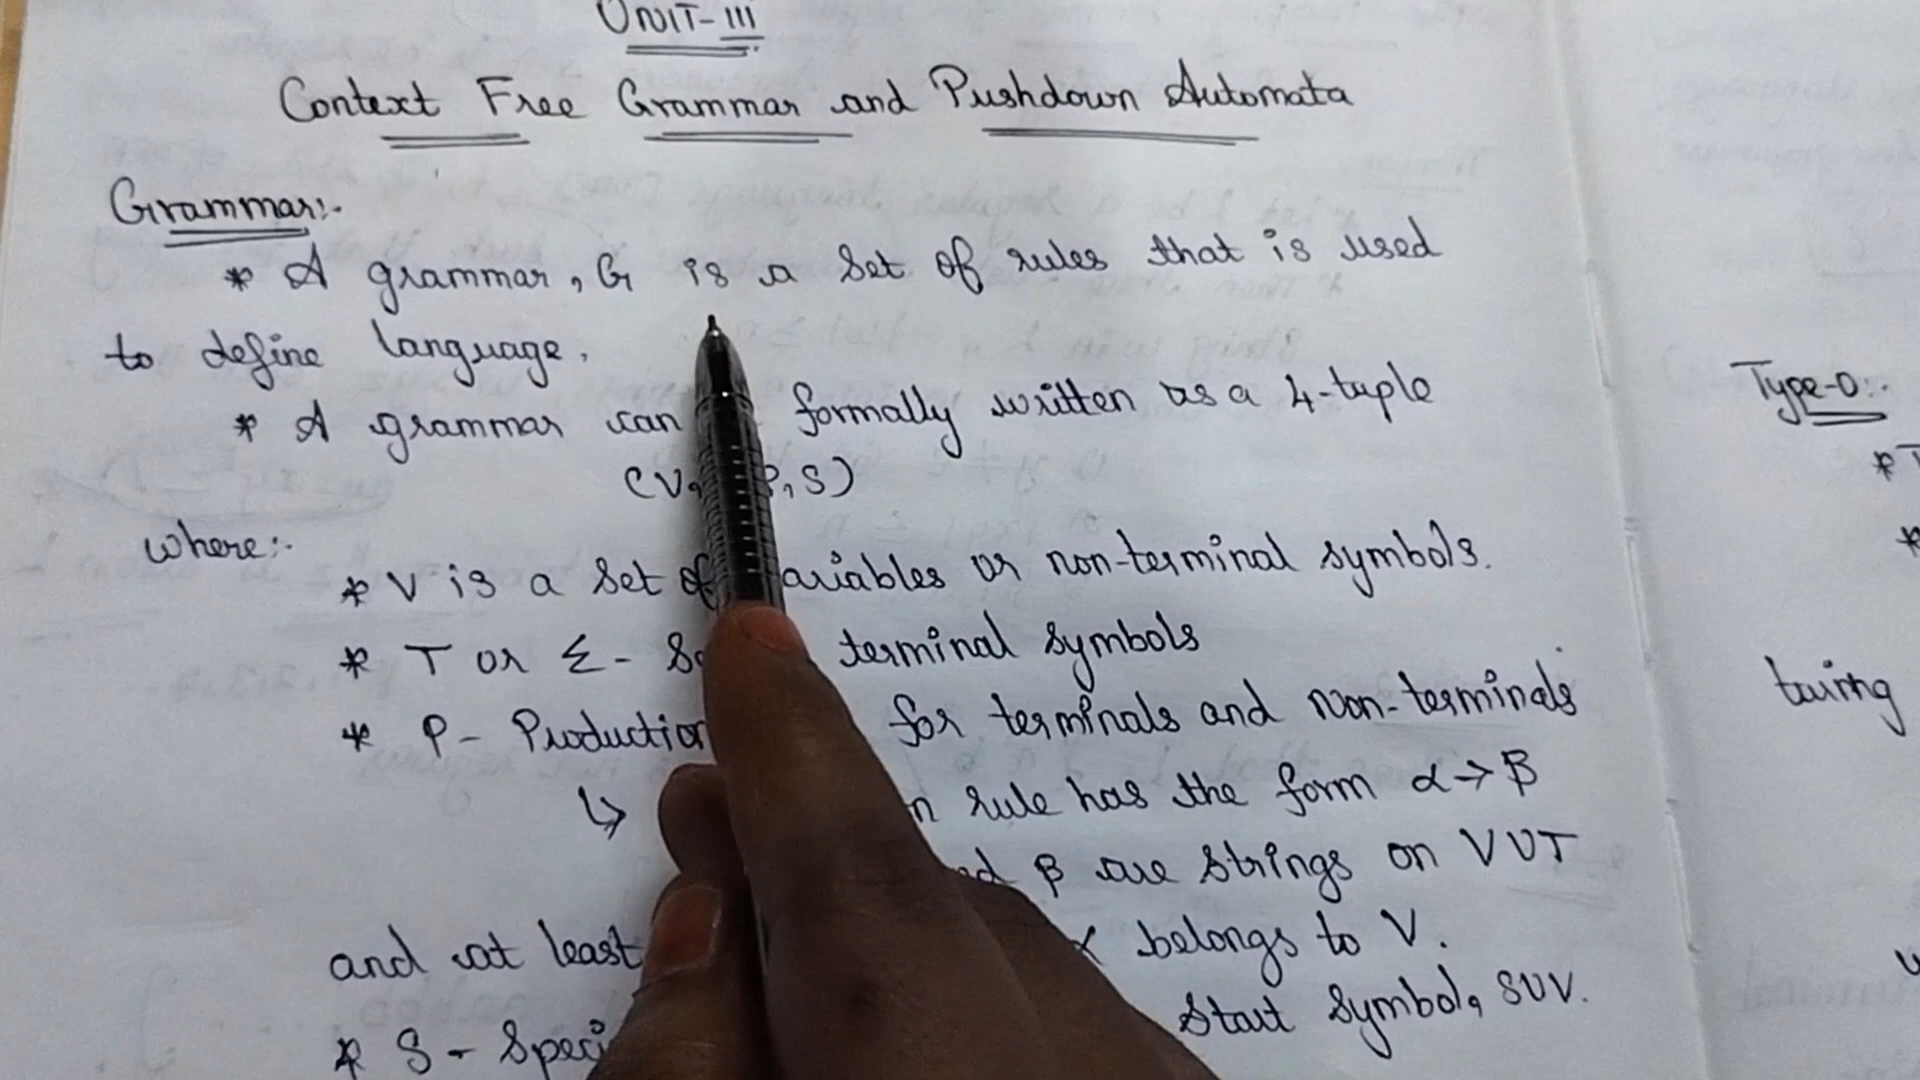 UNIT-III
Context Free Grammar and Pushdown Automata
Grammar:-
* A grammar, G is a set of rules that is used
to define language.
* A grammar can formally written as a 4-tuple
(V, P, S)
where:-
* V is a set of variables or non-terminal symbols.
* T or Σ - terminal symbols
* P - Production for terminals and non-terminals
↳ rule has the form α → β
β are strings on V U T
and at least α belongs to V.
* S - Start Symbol, SUV.
Type-0:-
*
*
turing